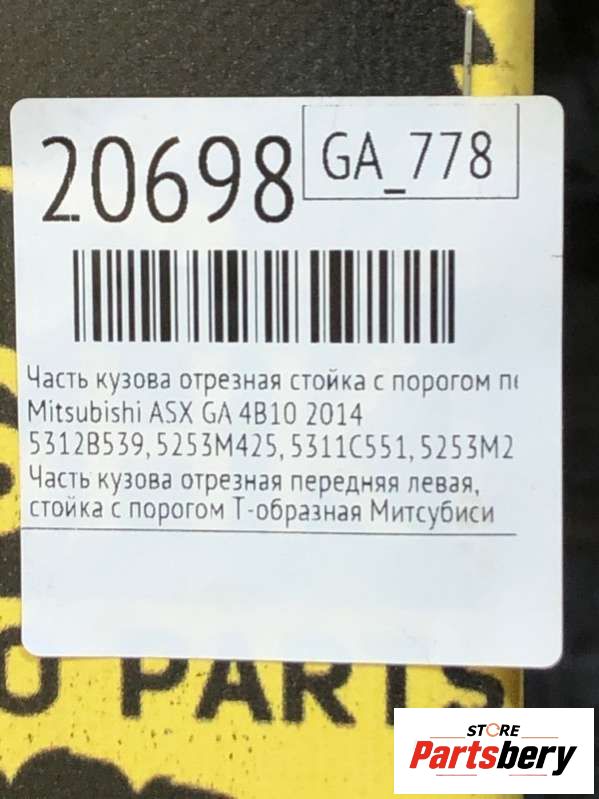 20698
GA_778
Часть кузова отрезная стойка с порогом
Mitsubishi ASX GA 4B10 2014
5312B539, 5253M425, 5311C551, 5253M2
Часть кузова отрезная передняя левая,
стойка с порогом Т-образная Митсубиси
PARTS
STORE
Partsbery